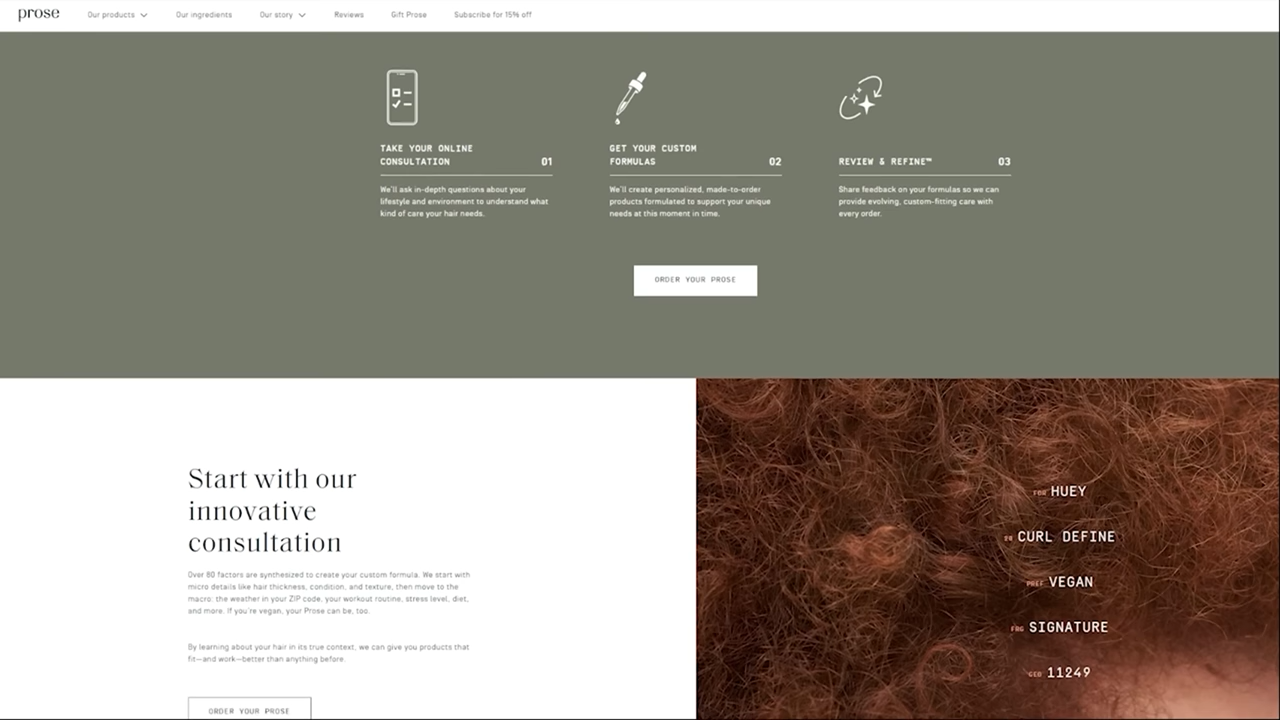 prose
Our products
Our ingredients
Our story
Reviews
Gift Prose
Subscribe for 15% off
TAKE YOUR ONLINE
CONSULTATION
01
We'll ask in-depth questions about your
lifestyle and environment to understand what
kind of care your hair needs.
GET YOUR CUSTOM
FORMULAS
02
We'll create personalized, made-to-order
products formulated to support your unique
needs at this moment in time.
REVIEW & REFINE™
03
Share feedback on your formulas so we can
provide evolving, custom-fitting care with
every order.
ORDER YOUR PROSE
Start with our
innovative
consultation
Over 80 factors are synthesized to create your custom formula. We start with
micro details like hair thickness, condition, and texture, then move to the
macro: the weather in your ZIP code, your workout routine, stress level, diet,
and more. If you're vegan, your Prose can be, too.
By learning about your hair in its true context, we can give you products that
fit—and work—better than anything before.
ORDER YOUR PROSE
FOR HUEY
CURL DEFINE
PREF VEGAN
FRG SIGNATURE
GEO 11249